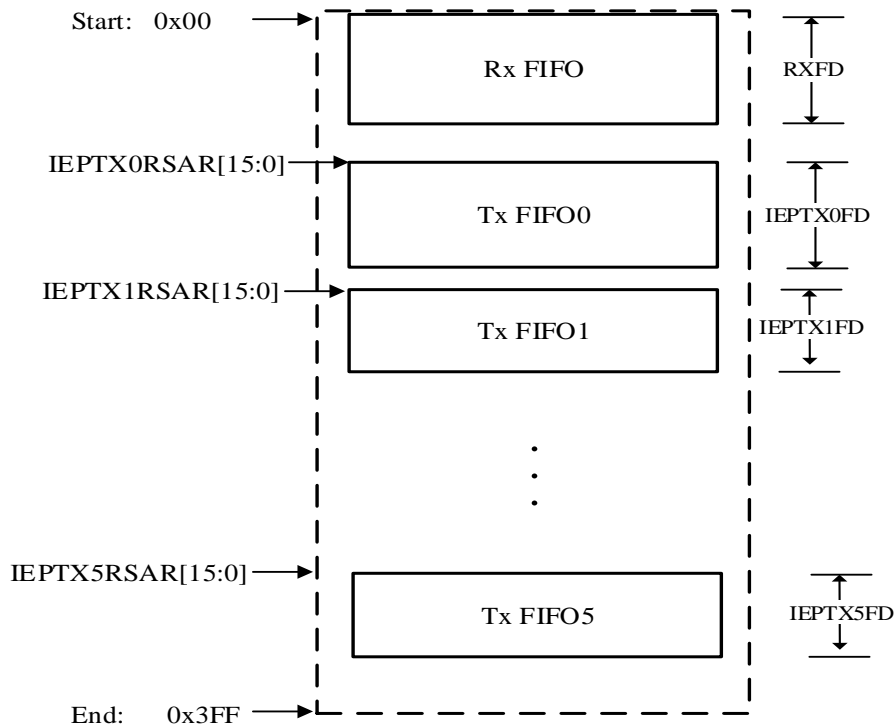 Start: 0x00
Rx FIFO
RXFD
IEPTX0RSAR[15:0]
Tx FIFO0
IEPTX0FD
IEPTX1RSAR[15:0]
Tx FIFO1
IEPTX1FD
IEPTX5RSAR[15:0]
Tx FIFO5
IEPTX5FD
End: 0x3FF